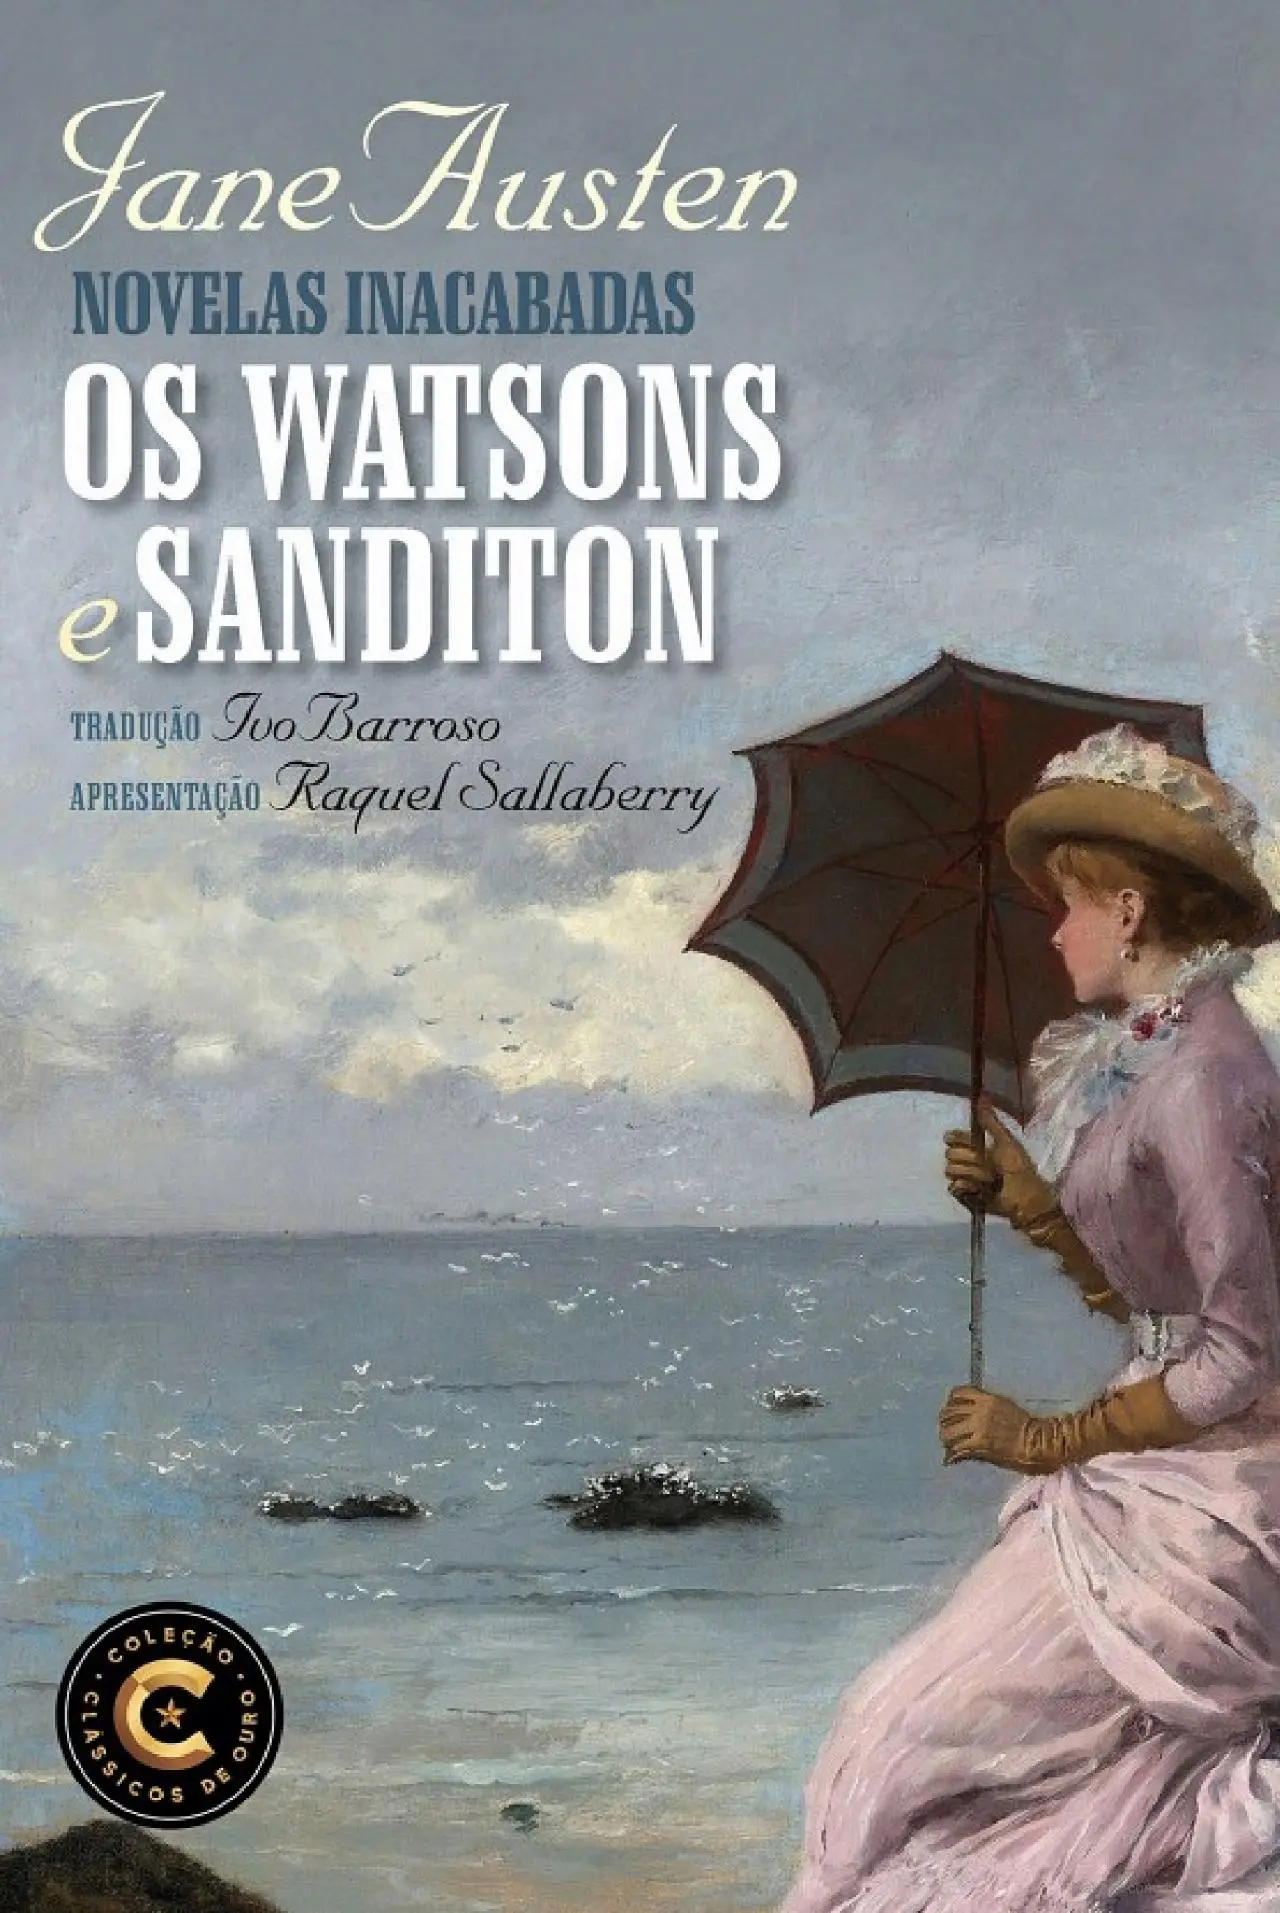 Jane Austen
NOVELAS INACABADAS
OS WATSONS
e SANDITON
TRADUÇÃO Ivo Barroso
APRESENTAÇÃO Raquel Sallaberry
COLEÇÃO
C
CLÁSSICOS DE OURO